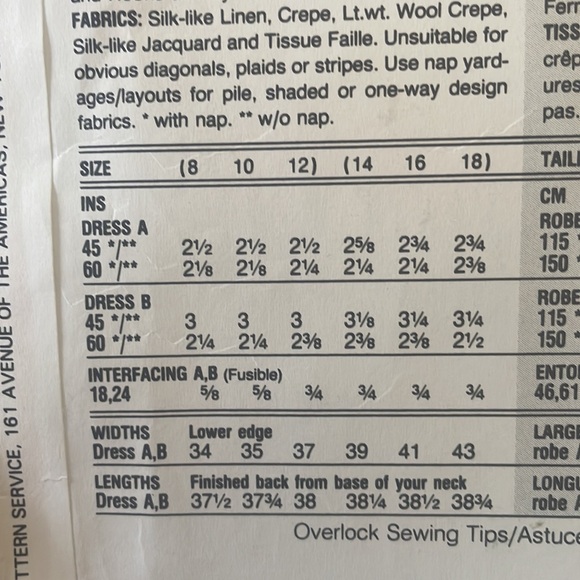 FABRICS: Silk-like Linen, Crepe, Lt.wt. Wool Crepe,
Silk-like Jacquard and Tissue Faille. Unsuitable for
obvious diagonals, plaids or stripes. Use nap yard-
ages/layouts for pile, shaded or one-way design
fabrics. * with nap. ** w/o nap.
SIZE (8 10 12) (14 16 18)
INS
DRESS A
45 */** 2½ 2½ 2½ 2⅝ 2¾ 2¾
60 */** 2⅛ 2⅛ 2¼ 2¼ 2¼ 2⅜
DRESS B
45 */** 3 3 3 3⅛ 3¼ 3¼
60 */** 2¼ 2¼ 2⅜ 2⅜ 2⅜ 2½
INTERFACING A,B (Fusible)
18,24 ⅝ ⅝ ¾ ¾ ¾ ¾
WIDTHS Lower edge
Dress A,B 34 35 37 39 41 43
LENGTHS Finished back from base of your neck
Dress A,B 37½ 37¾ 38 38¼ 38½ 38¾
Overlock Sewing Tips/Astuce
TISS
crêp
ures
pas.
TAILL
CM
ROBE
115 *
150 *
ROBE
115 *
150 *
ENTO
46,61
LARGE
robe A
LONGU
robe A
TTERN SERVICE, 161 AVENUE OF THE AMERICAS, NEW